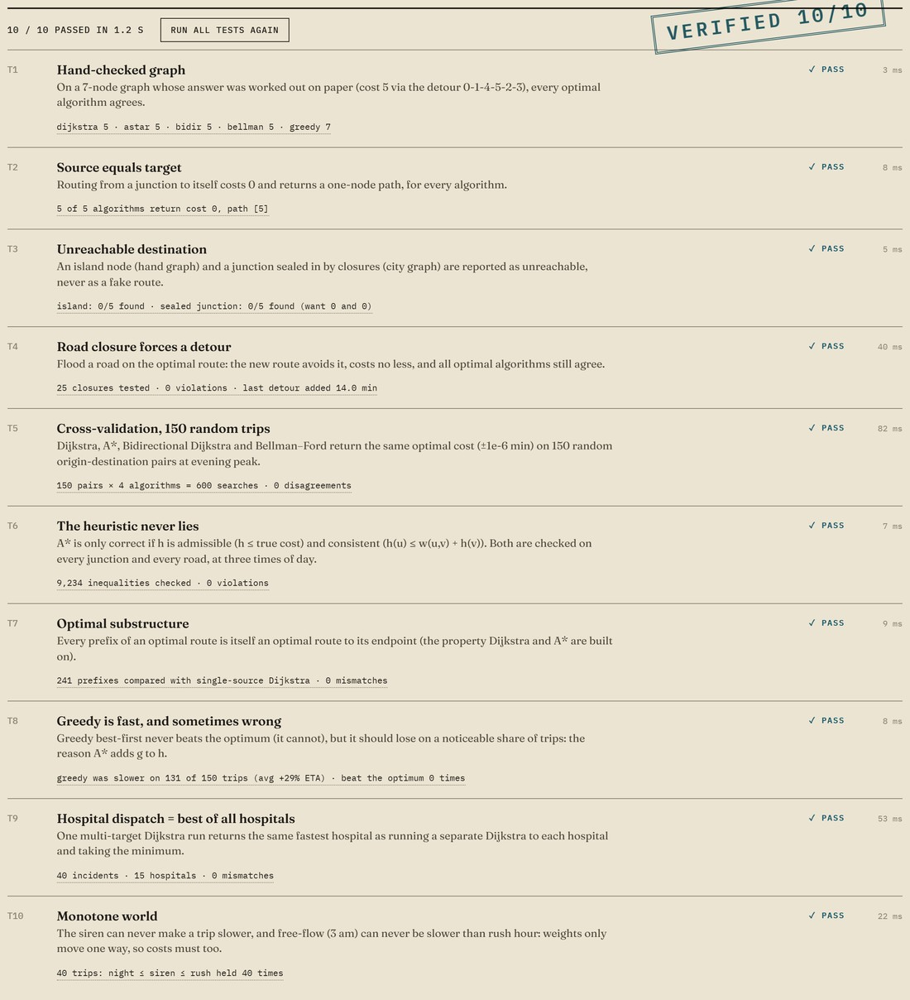 10 / 10 PASSED IN 1.2 S
RUN ALL TESTS AGAIN
VERIFIED 10/10
T1
Hand-checked graph
✓ PASS
3 ms
On a 7-node graph whose answer was worked out on paper (cost 5 via the detour 0-1-4-5-2-3), every optimal
algorithm agrees.
dijkstra 5 · astar 5 · bidir 5 · bellman 5 · greedy 7
T2
Source equals target
✓ PASS
8 ms
Routing from a junction to itself costs 0 and returns a one-node path, for every algorithm.
5 of 5 algorithms return cost 0, path [5]
T3
Unreachable destination
✓ PASS
5 ms
An island node (hand graph) and a junction sealed in by closures (city graph) are reported as unreachable,
never as a fake route.
island: 0/5 found · sealed junction: 0/5 found (want 0 and 0)
T4
Road closure forces a detour
✓ PASS
40 ms
Flood a road on the optimal route: the new route avoids it, costs no less, and all optimal algorithms still agree.
25 closures tested · 0 violations · last detour added 14.0 min
T5
Cross-validation, 150 random trips
✓ PASS
82 ms
Dijkstra, A*, Bidirectional Dijkstra and Bellman–Ford return the same optimal cost (±1e-6 min) on 150 random
origin-destination pairs at evening peak.
150 pairs × 4 algorithms = 600 searches · 0 disagreements
T6
The heuristic never lies
✓ PASS
7 ms
A* is only correct if h is admissible (h ≤ true cost) and consistent (h(u) ≤ w(u,v) + h(v)). Both are checked on
every junction and every road, at three times of day.
9,234 inequalities checked · 0 violations
T7
Optimal substructure
✓ PASS
9 ms
Every prefix of an optimal route is itself an optimal route to its endpoint (the property Dijkstra and A* are built
on).
241 prefixes compared with single-source Dijkstra · 0 mismatches
T8
Greedy is fast, and sometimes wrong
✓ PASS
8 ms
Greedy best-first never beats the optimum (it cannot), but it should lose on a noticeable share of trips: the
reason A* adds g to h.
greedy was slower on 131 of 150 trips (avg +29% ETA) · beat the optimum 0 times
T9
Hospital dispatch = best of all hospitals
✓ PASS
53 ms
One multi-target Dijkstra run returns the same fastest hospital as running a separate Dijkstra to each hospital
and taking the minimum.
40 incidents · 15 hospitals · 0 mismatches
T10
Monotone world
✓ PASS
22 ms
The siren can never make a trip slower, and free-flow (3 am) can never be slower than rush hour: weights only
move one way, so costs must too.
40 trips: night ≤ siren ≤ rush held 40 times